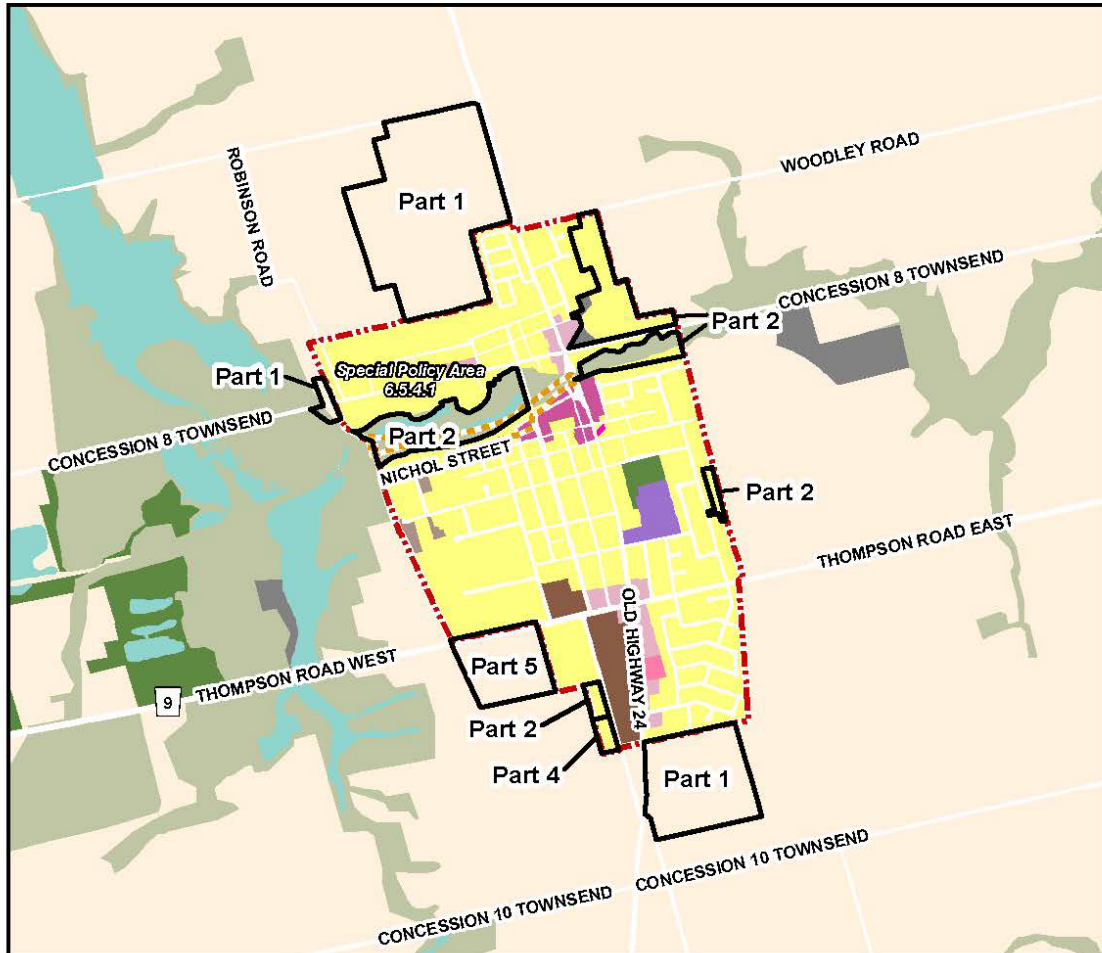 WOODLEY ROAD
ROBINSON ROAD
Part 1
CONCESSION 8 TOWNSEND
Part 2
Part 1
Special Policy Area
6.5.4.1
CONCESSION 8 TOWNSEND
Part 2
NICHOL STREET
Part 2
THOMPSON ROAD EAST
OLD HIGHWAY 24
Part 5
THOMPSON ROAD WEST
9
Part 2
Part 4
Part 1
CONCESSION 10 TOWNSEND
CONCESSION 10 TOWNSEND